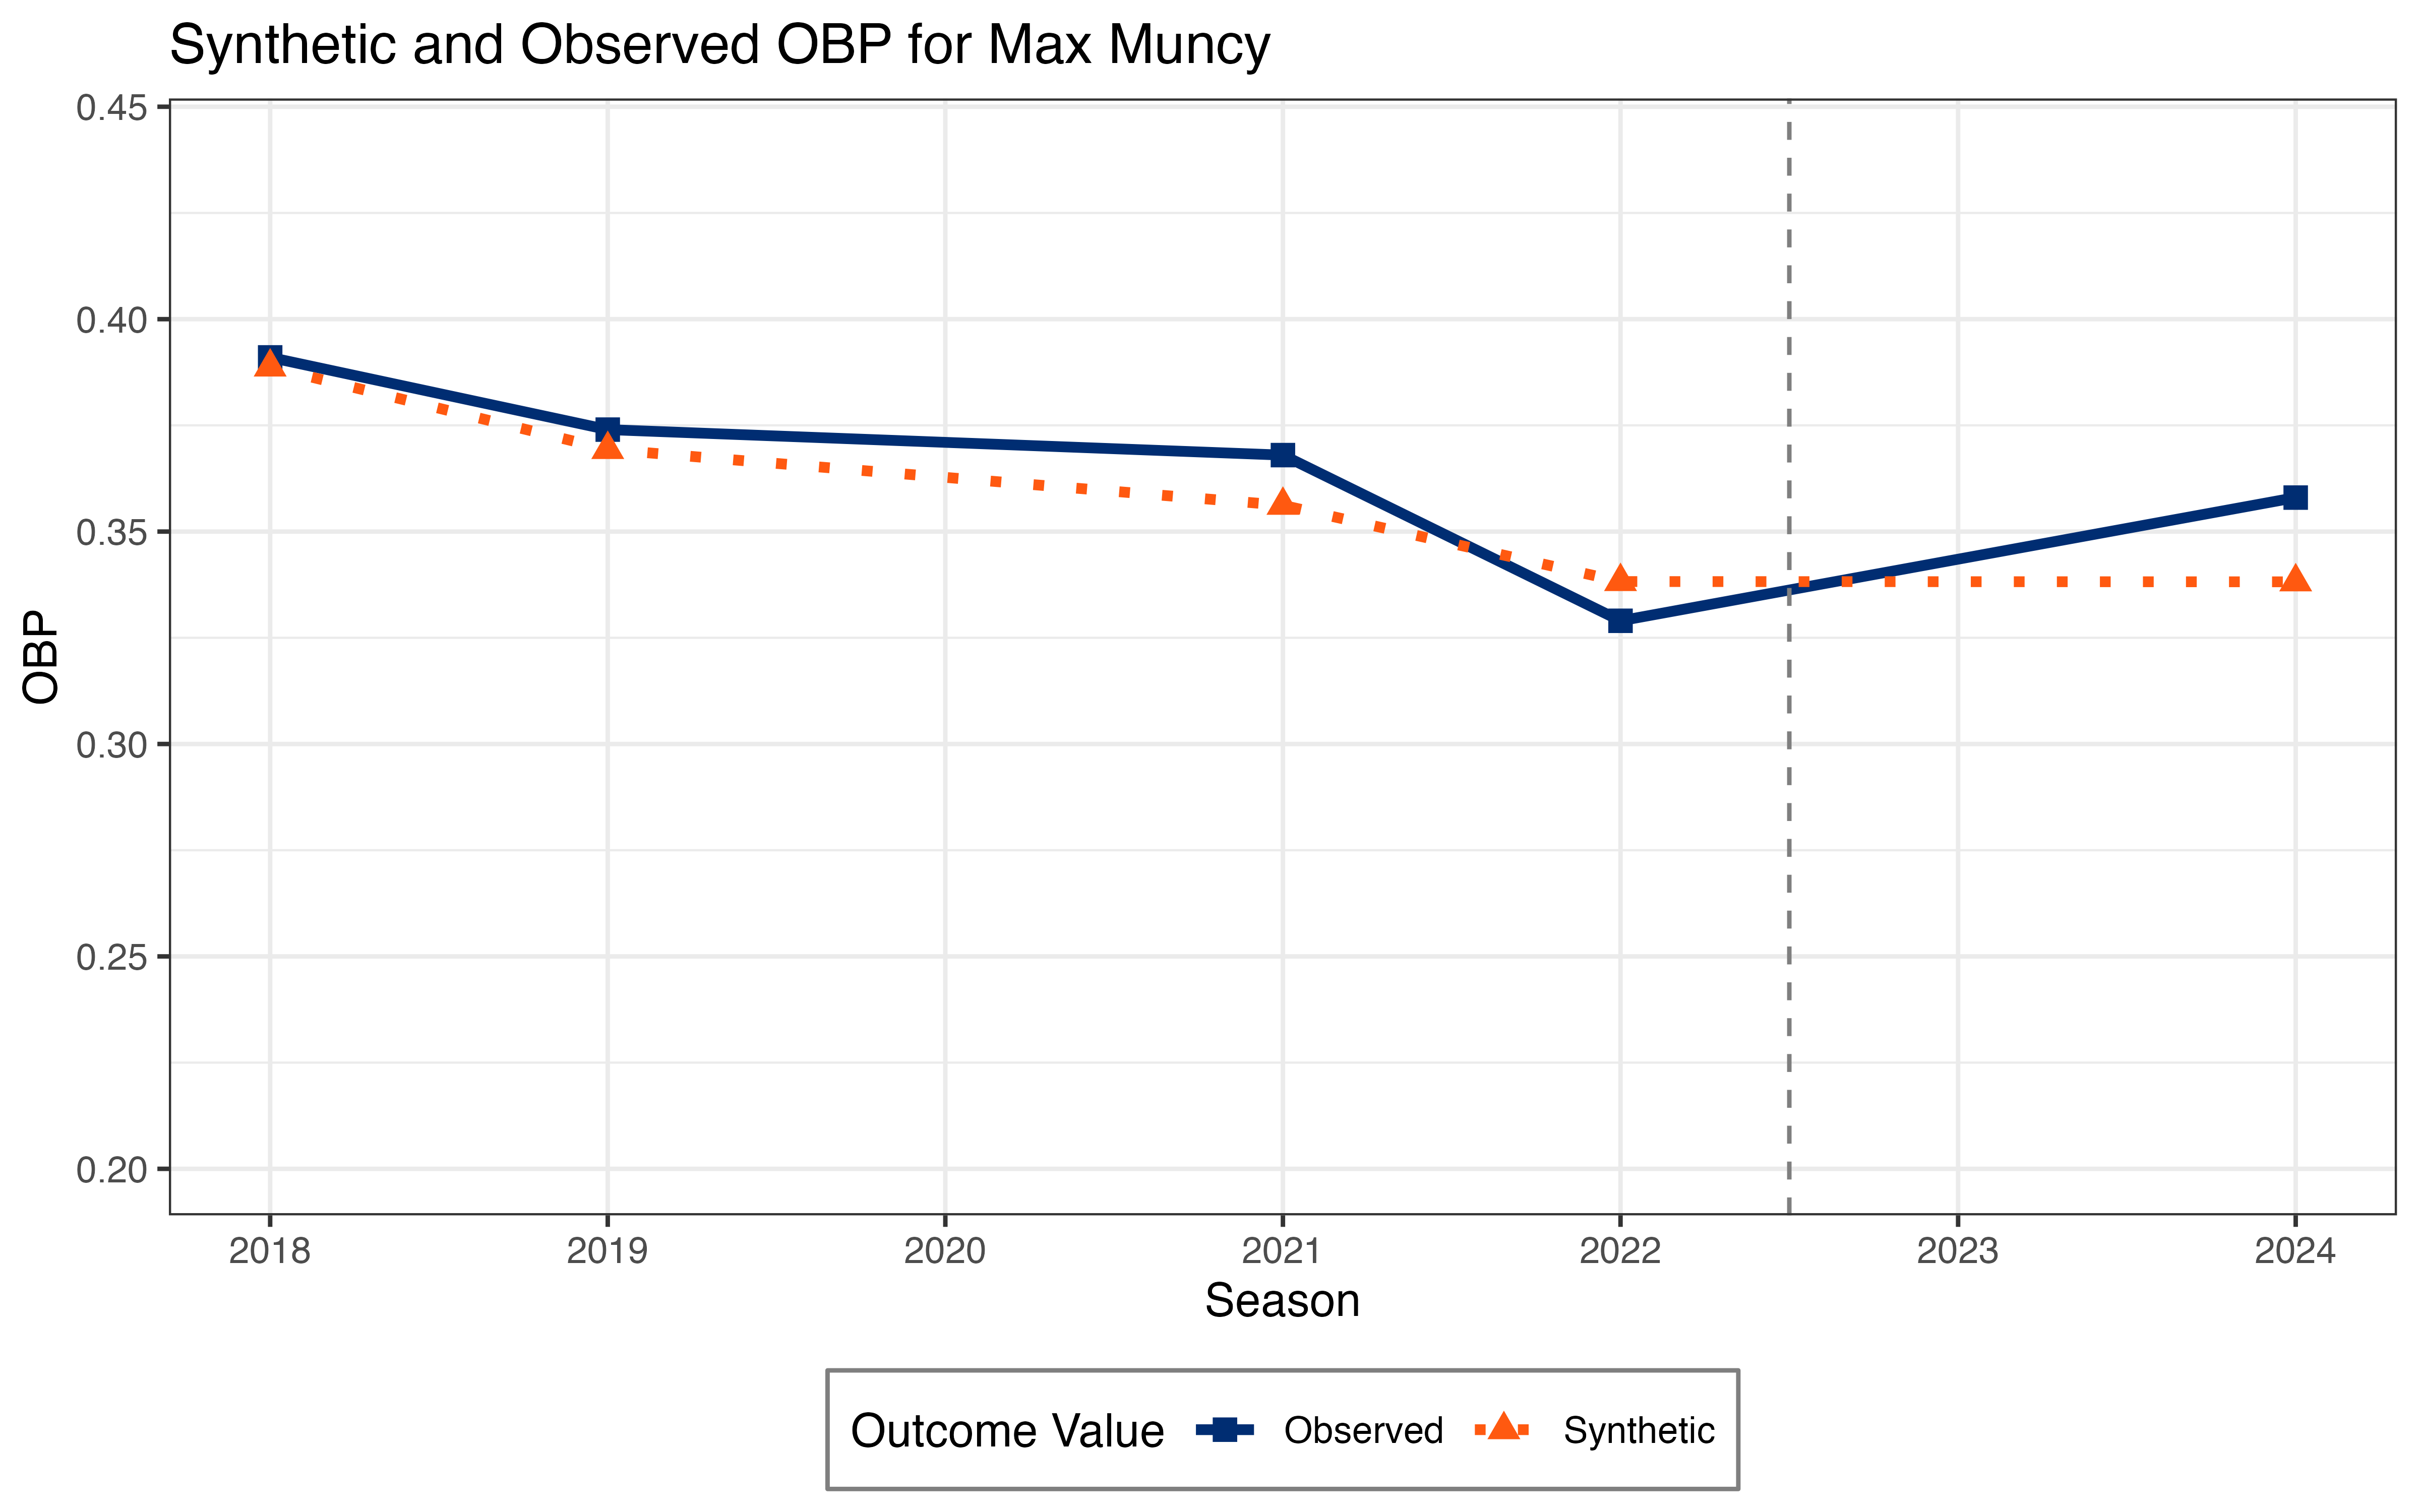 Synthetic and Observed OBP for Max Muncy
0.45
0.40
0.35
0.30
0.25
0.20
OBP
2018 2019 2020 2021 2022 2023 2024
Season
Outcome Value Observed Synthetic